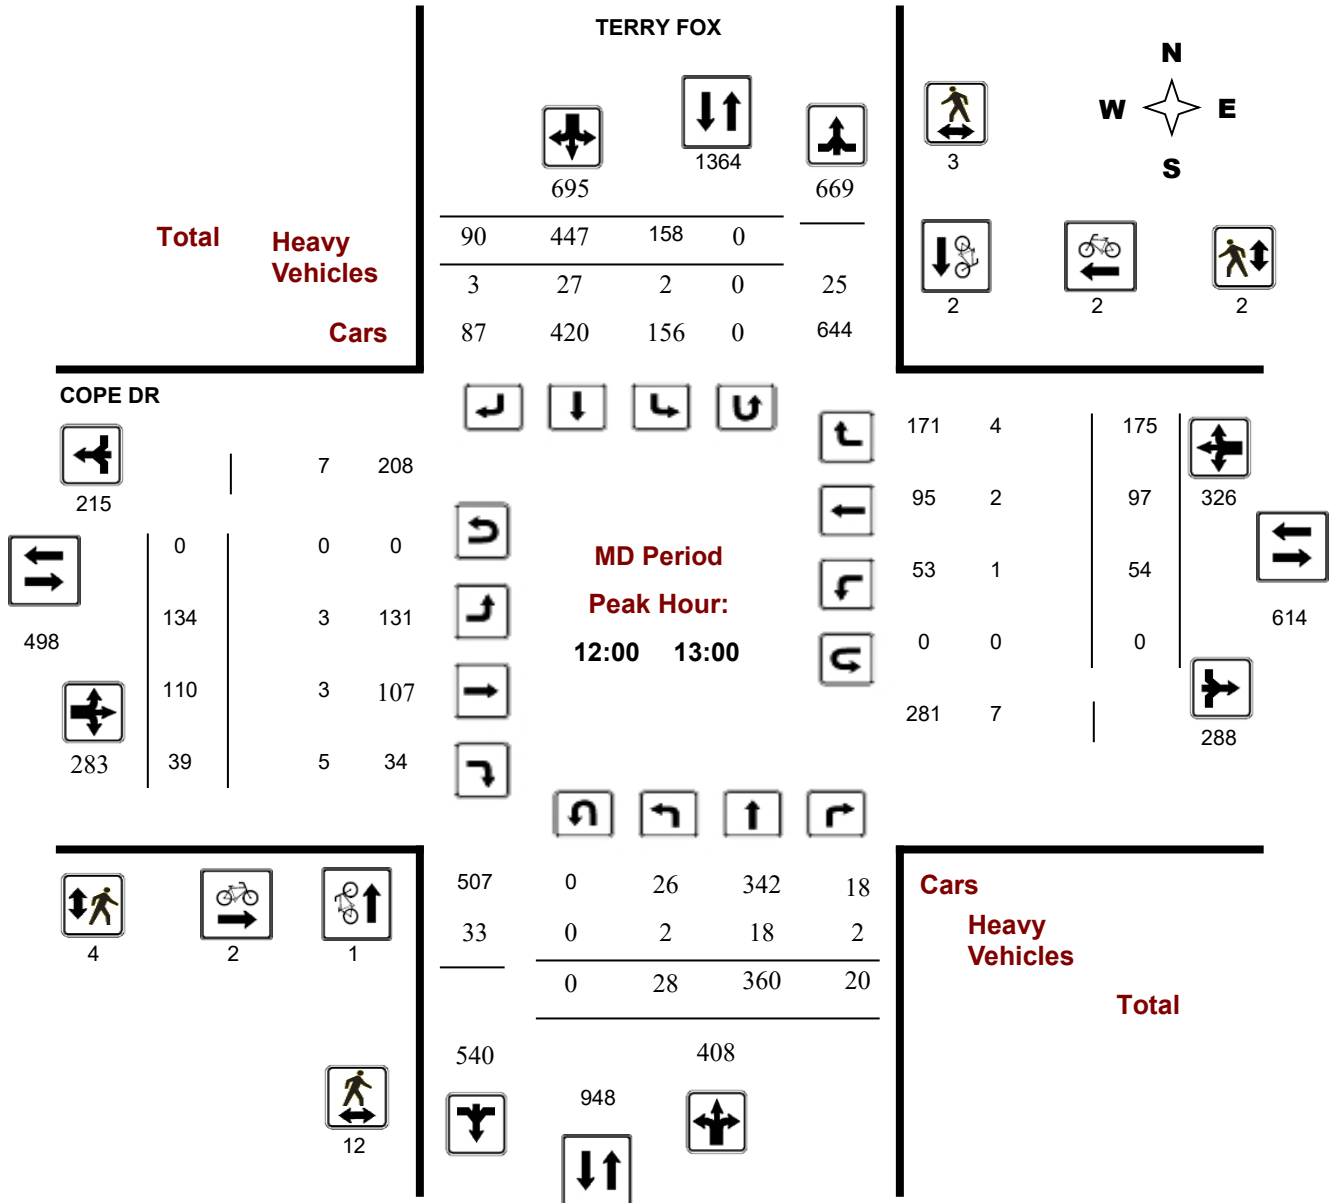 TERRY FOX
N
W E
S
1364
3
695
669
Total
Heavy
Vehicles
Cars
90 447 158 0
3 27 2 0 25
87 420 156 0 644
2 2 2
COPE DR
215
7 208
0 0 0
134 3 131
498
110 3 107
283
39 5 34
MD Period
Peak Hour:
12:00 13:00
171 4 175
326
95 2 97
53 1 54
614
0 0 0
281 7
288
4 2 1
507 0 26 342 18
33 0 2 18 2
0 28 360 20
540 408
948
12
Cars
Heavy
Vehicles
Total